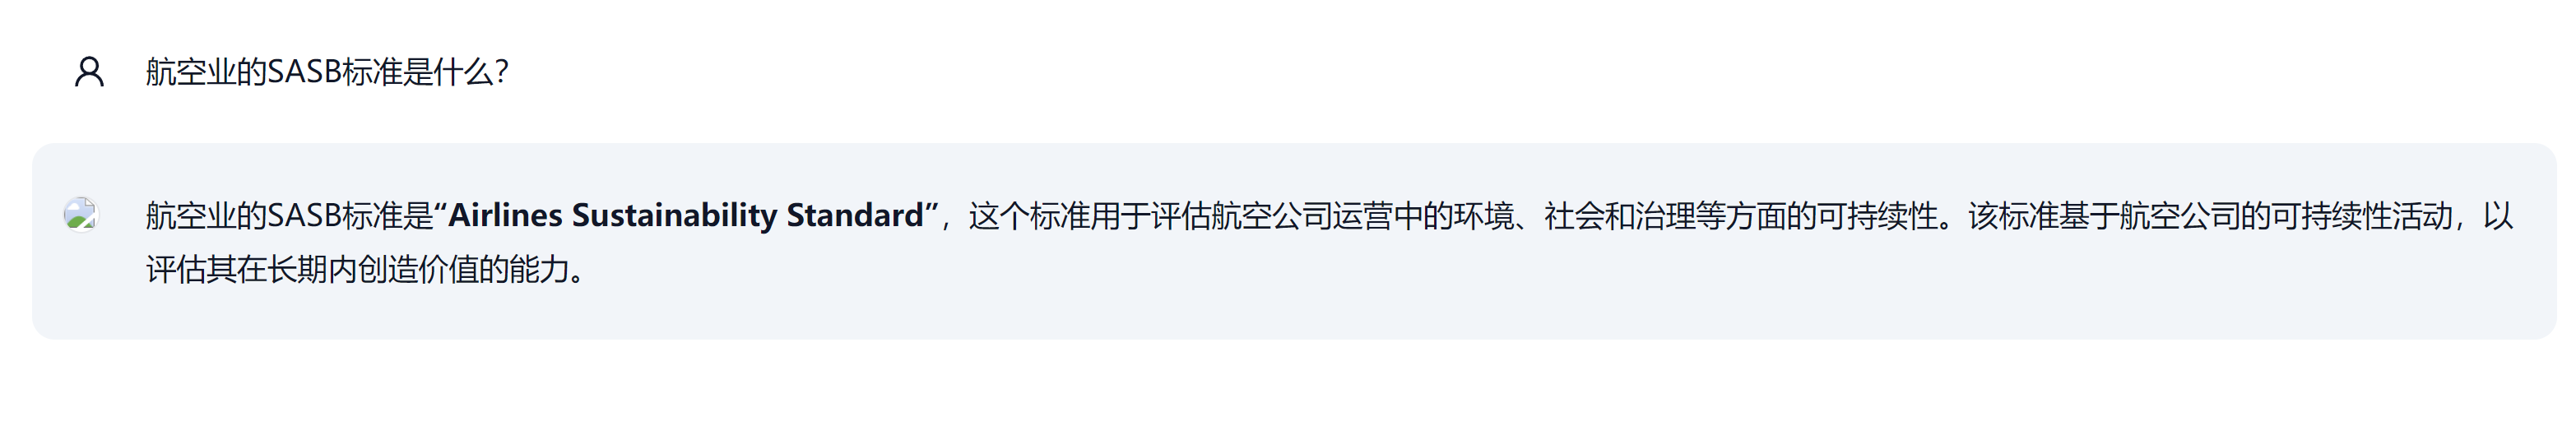 航空业的SASB标准是什么？
航空业的SASB标准是“Airlines Sustainability Standard”，这个标准用于评估航空公司运营中的环境、社会和治理等方面的可持续性。该标准基于航空公司的可持续性活动，以
评估其在长期内创造价值的能力。